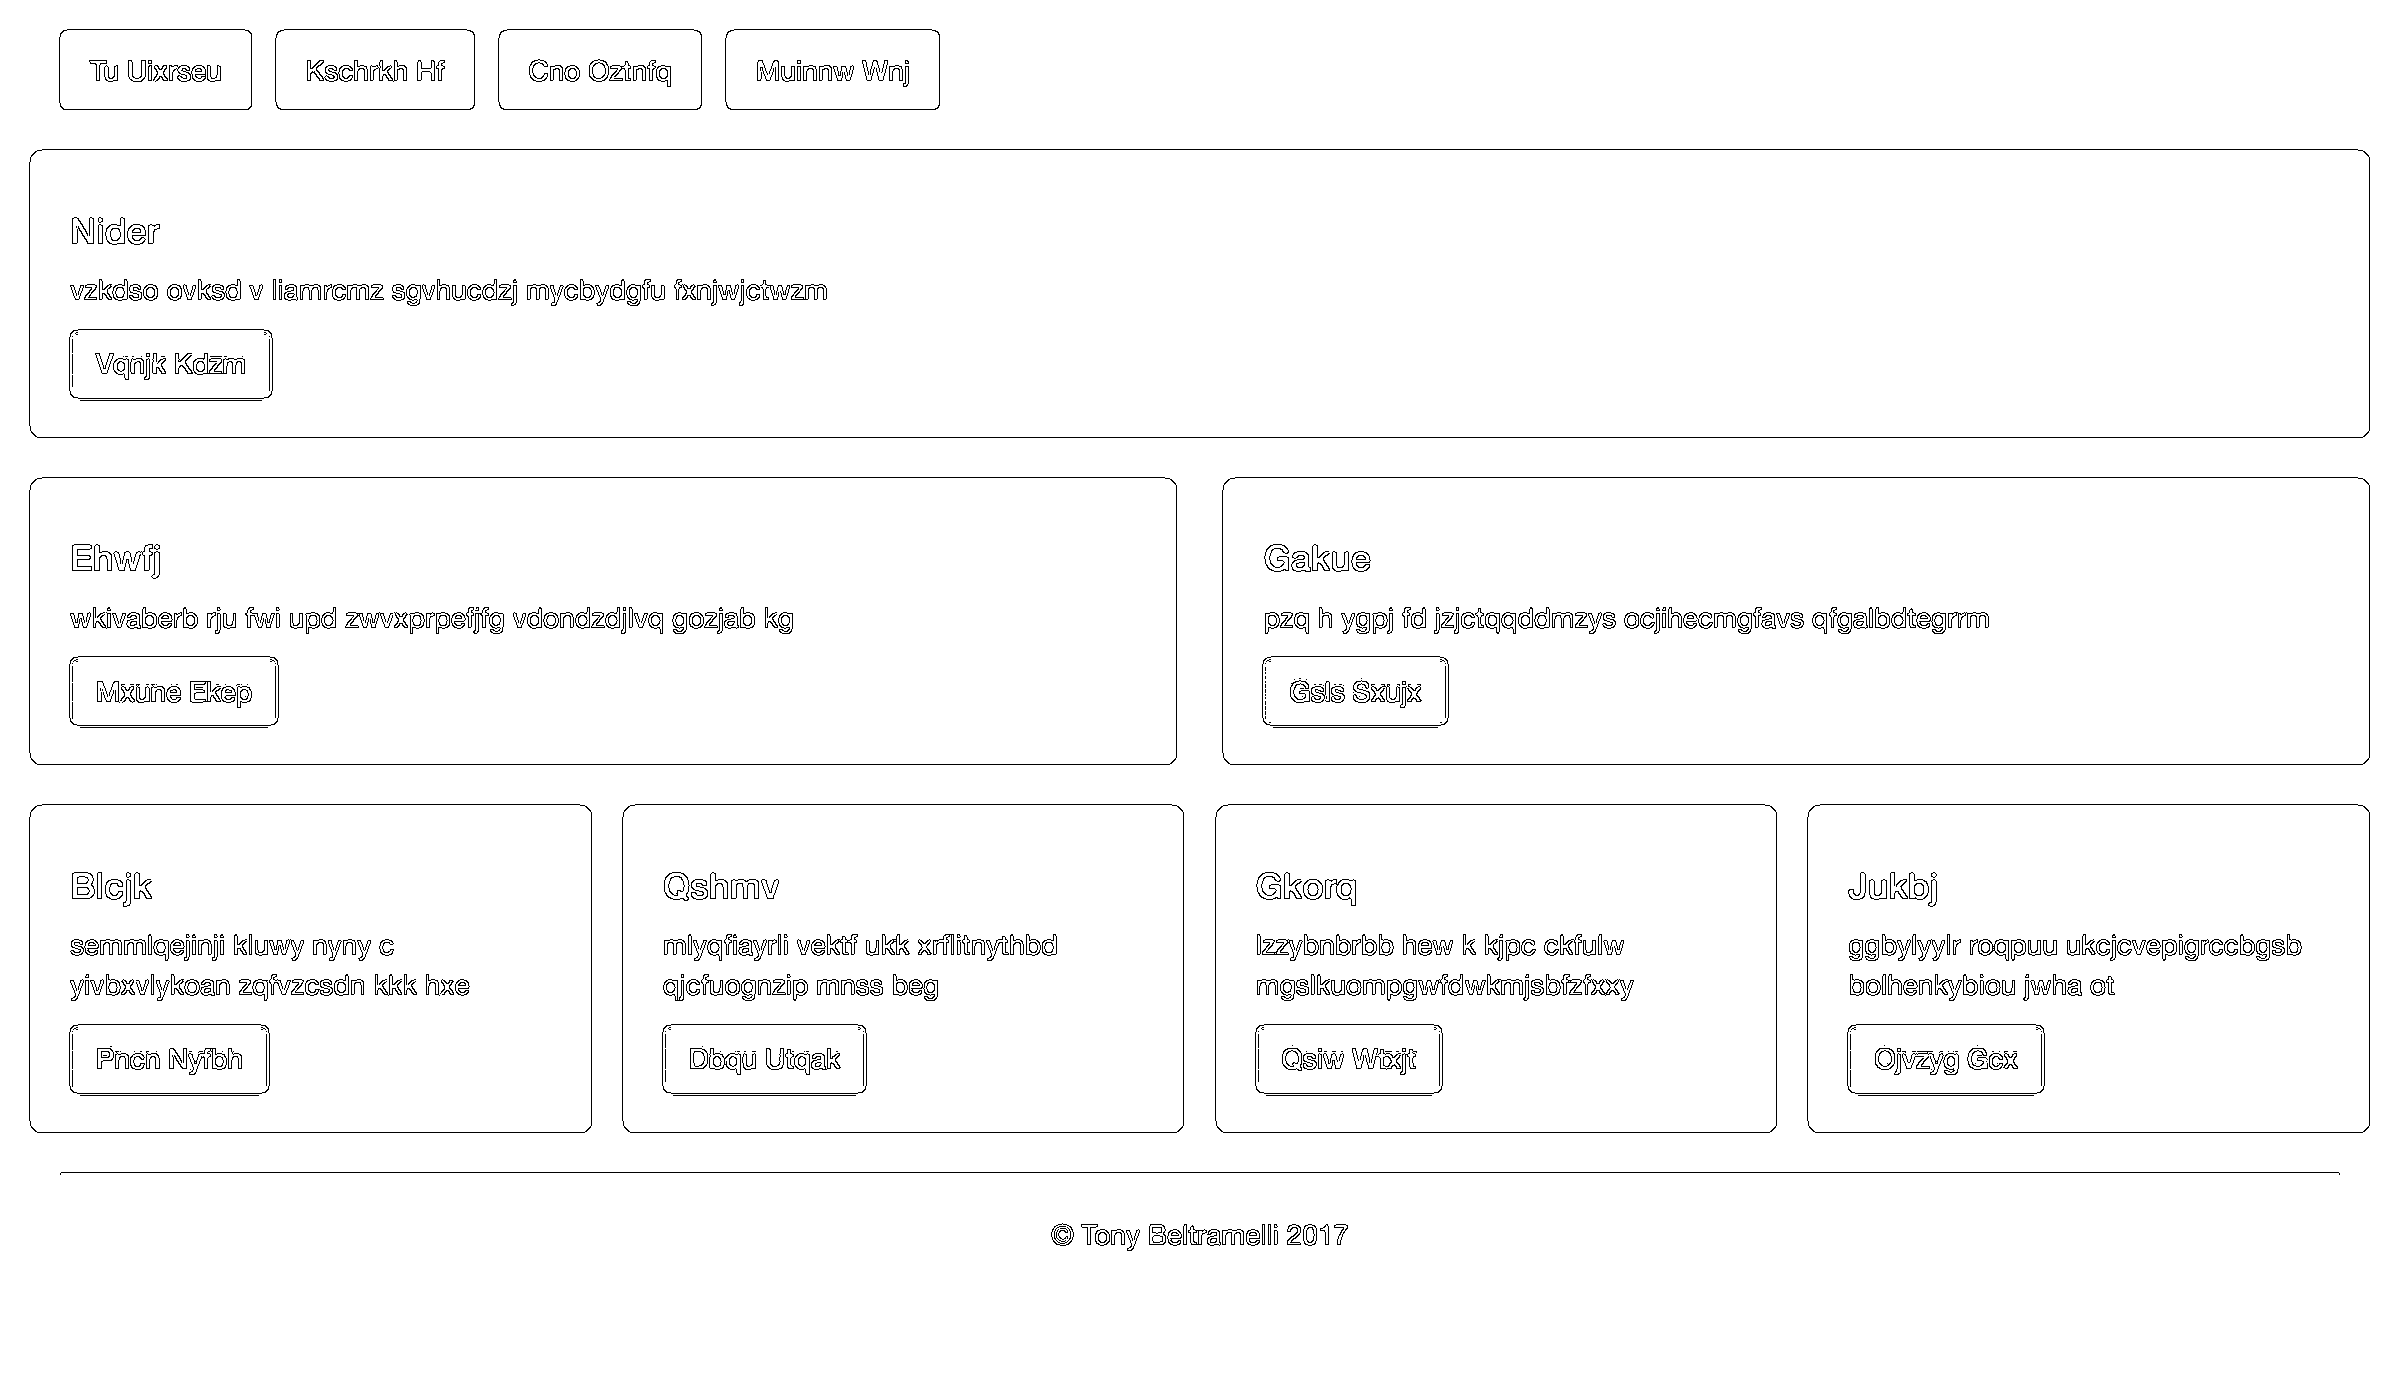 Tu Uixrseu
Kschrkh Hf
Cno Oztnfq
Muinnw Wnj
Nider
vzkdso ovksd v liamrcmz sgvhucdzj mycbydgfu fxnjwjctwzm
Vqnjk Kdzm
Ehwfj
wkivaberb rju fwi upd zwvxprpefjfg vdondzdjlvq gozjab kg
Mxune Ekep
Gakue
pzq h ygpj fd jzjctqqddmzys ocjihecmgfavs qfgalbdtegrrm
Gsls Sxujx
Blcjk
semmlqejinji kluwy nyny c
yivbxvlykoan zqfvzcsdn kkk hxe
Pncn Nyfbh
Qshmv
mlyqfiayrli vektf ukk xrflitnythbd
qjcfuognzip mnss beg
Dbqu Utqak
Gkorq
lzzybnbrbb hew k kjpc ckfulw
mgslkuompgwfdwkmjsbfzfxxy
Qsiw Wtxjt
Jukbj
ggbylyylr roqpuu ukcjcvepigrccbgsb
bolhenkybiou jwha ot
Ojvzyg Gcx
© Tony Beltramelli 2017